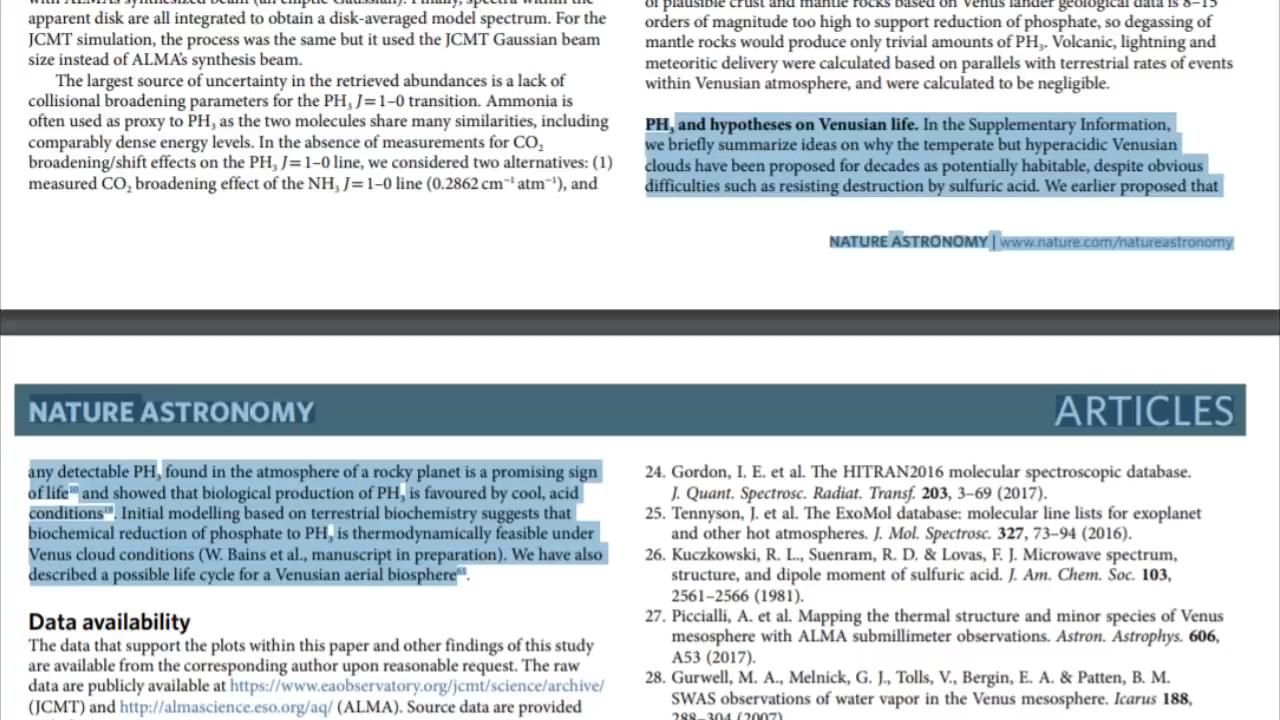 apparent disk are all integrated to obtain a disk-averaged model spectrum. For the
JCMT simulation, the process was the same but it used the JCMT Gaussian beam
size instead of ALMA's synthesis beam.
The largest source of uncertainty in the retrieved abundances is a lack of
collisional broadening parameters for the PH₃ J = 1–0 transition. Ammonia is
often used as proxy to PH₃ as the two molecules share many similarities, including
comparably dense energy levels. In the absence of measurements for CO₂
broadening/shift effects on the PH₃ J = 1–0 line, we considered two alternatives: (1)
measured CO₂ broadening effect of the NH₃ J = 1–0 line (0.2862 cm⁻¹ atm⁻¹), and
of plausible crust and mantle rocks based on Venus lander geological data is 8–15
orders of magnitude too high to support reduction of phosphate, so degassing of
mantle rocks would produce only trivial amounts of PH₃. Volcanic, lightning and
meteoritic delivery were calculated based on parallels with terrestrial rates of events
within Venusian atmosphere, and were calculated to be negligible.
PH₃ and hypotheses on Venusian life. In the Supplementary Information,
we briefly summarize ideas on why the temperate but hyperacidic Venusian
clouds have been proposed for decades as potentially habitable, despite obvious
difficulties such as resisting destruction by sulfuric acid. We earlier proposed that
NATURE ASTRONOMY | www.nature.com/natureastronomy
NATURE ASTRONOMY
ARTICLES
any detectable PH₃ found in the atmosphere of a rocky planet is a promising sign
of life and showed that biological production of PH₃ is favoured by cool, acid
conditions. Initial modelling based on terrestrial biochemistry suggests that
biochemical reduction of phosphate to PH₃ is thermodynamically feasible under
Venus cloud conditions (W. Bains et al., manuscript in preparation). We have also
described a possible life cycle for a Venusian aerial biosphere.
Data availability
The data that support the plots within this paper and other findings of this study
are available from the corresponding author upon reasonable request. The raw
data are publicly available at https://www.eaobservatory.org/jcmt/science/archive/
(JCMT) and http://almascience.eso.org/aq/ (ALMA). Source data are provided
24. Gordon, I. E. et al. The HITRAN2016 molecular spectroscopic database.
J. Quant. Spectrosc. Radiat. Transf. 203, 3–69 (2017).
25. Tennyson, J. et al. The ExoMol database: molecular line lists for exoplanet
and other hot atmospheres. J. Mol. Spectrosc. 327, 73–94 (2016).
26. Kuczkowski, R. L., Suenram, R. D. & Lovas, F. J. Microwave spectrum,
structure, and dipole moment of sulfuric acid. J. Am. Chem. Soc. 103,
2561–2566 (1981).
27. Piccialli, A. et al. Mapping the thermal structure and minor species of Venus
mesosphere with ALMA submillimeter observations. Astron. Astrophys. 606,
A53 (2017).
28. Gurwell, M. A., Melnick, G. J., Tolls, V., Bergin, E. A. & Patten, B. M.
SWAS observations of water vapor in the Venus mesosphere. Icarus 188,
288–304 (2007).